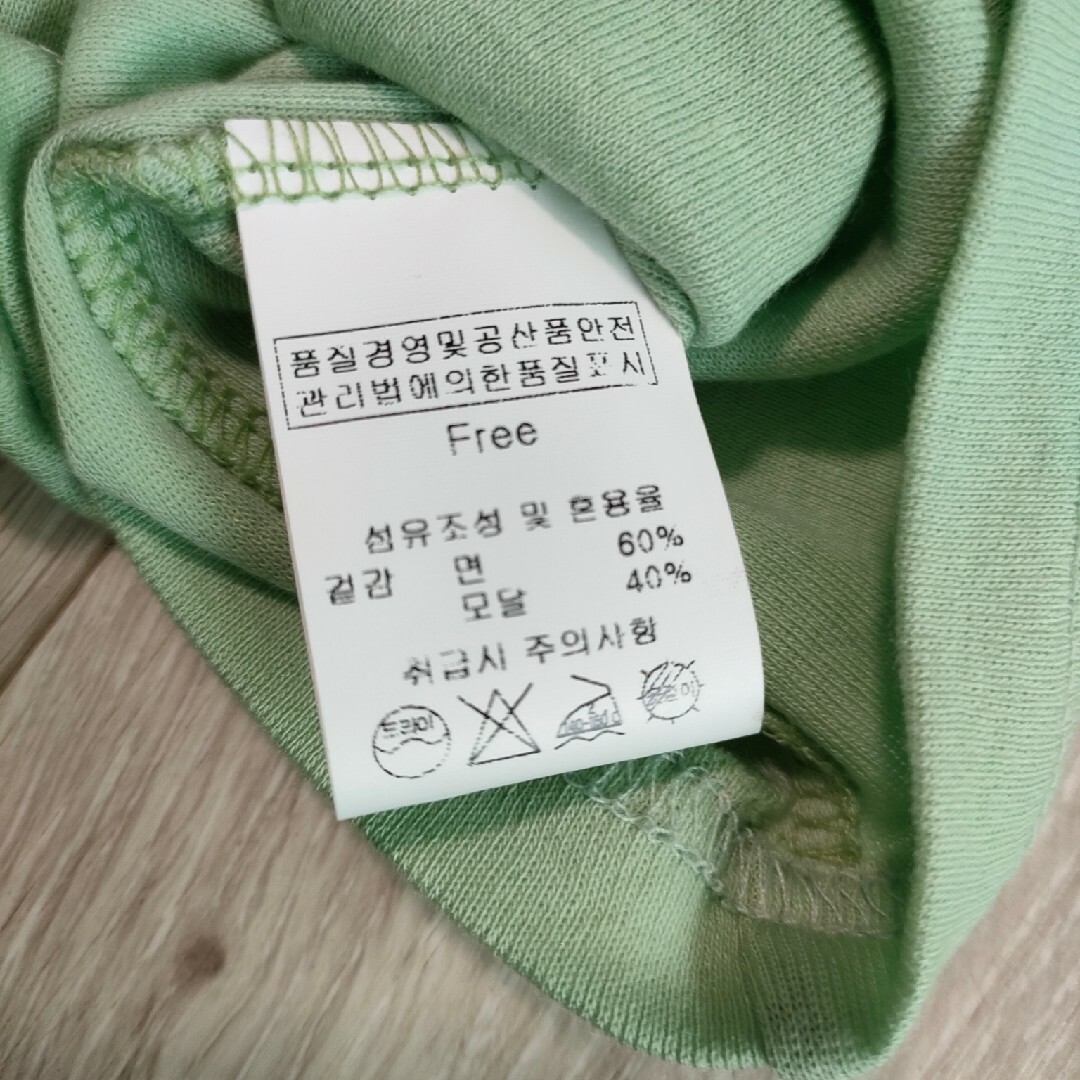 품질경영및공산품안전
관리법에의한품질표시
Free
섬유조성 및 혼용율
겉감 면 60%
모달 40%
취급시 주의사항
드라이